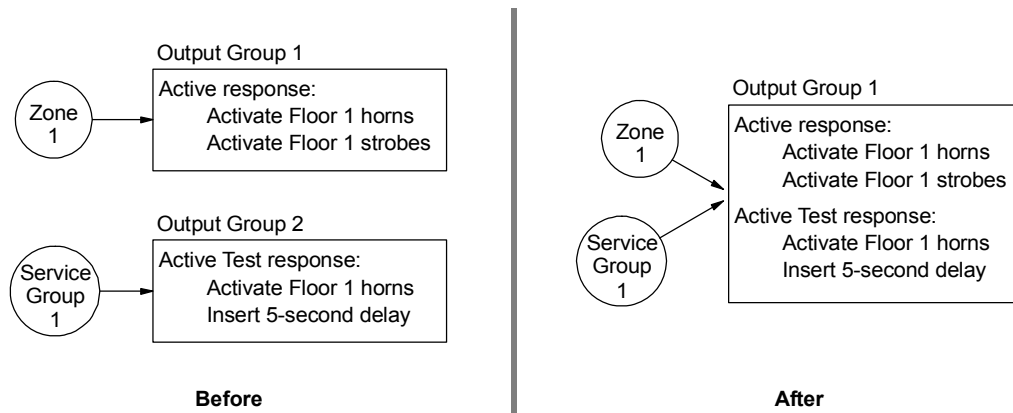 Output Group 1
Zone
1
Active response:
Activate Floor 1 horns
Activate Floor 1 strobes
Output Group 2
Service
Group
1
Active Test response:
Activate Floor 1 horns
Insert 5-second delay
Before
Output Group 1
Zone
1
Service
Group
1
Active response:
Activate Floor 1 horns
Activate Floor 1 strobes
Active Test response:
Activate Floor 1 horns
Insert 5-second delay
After